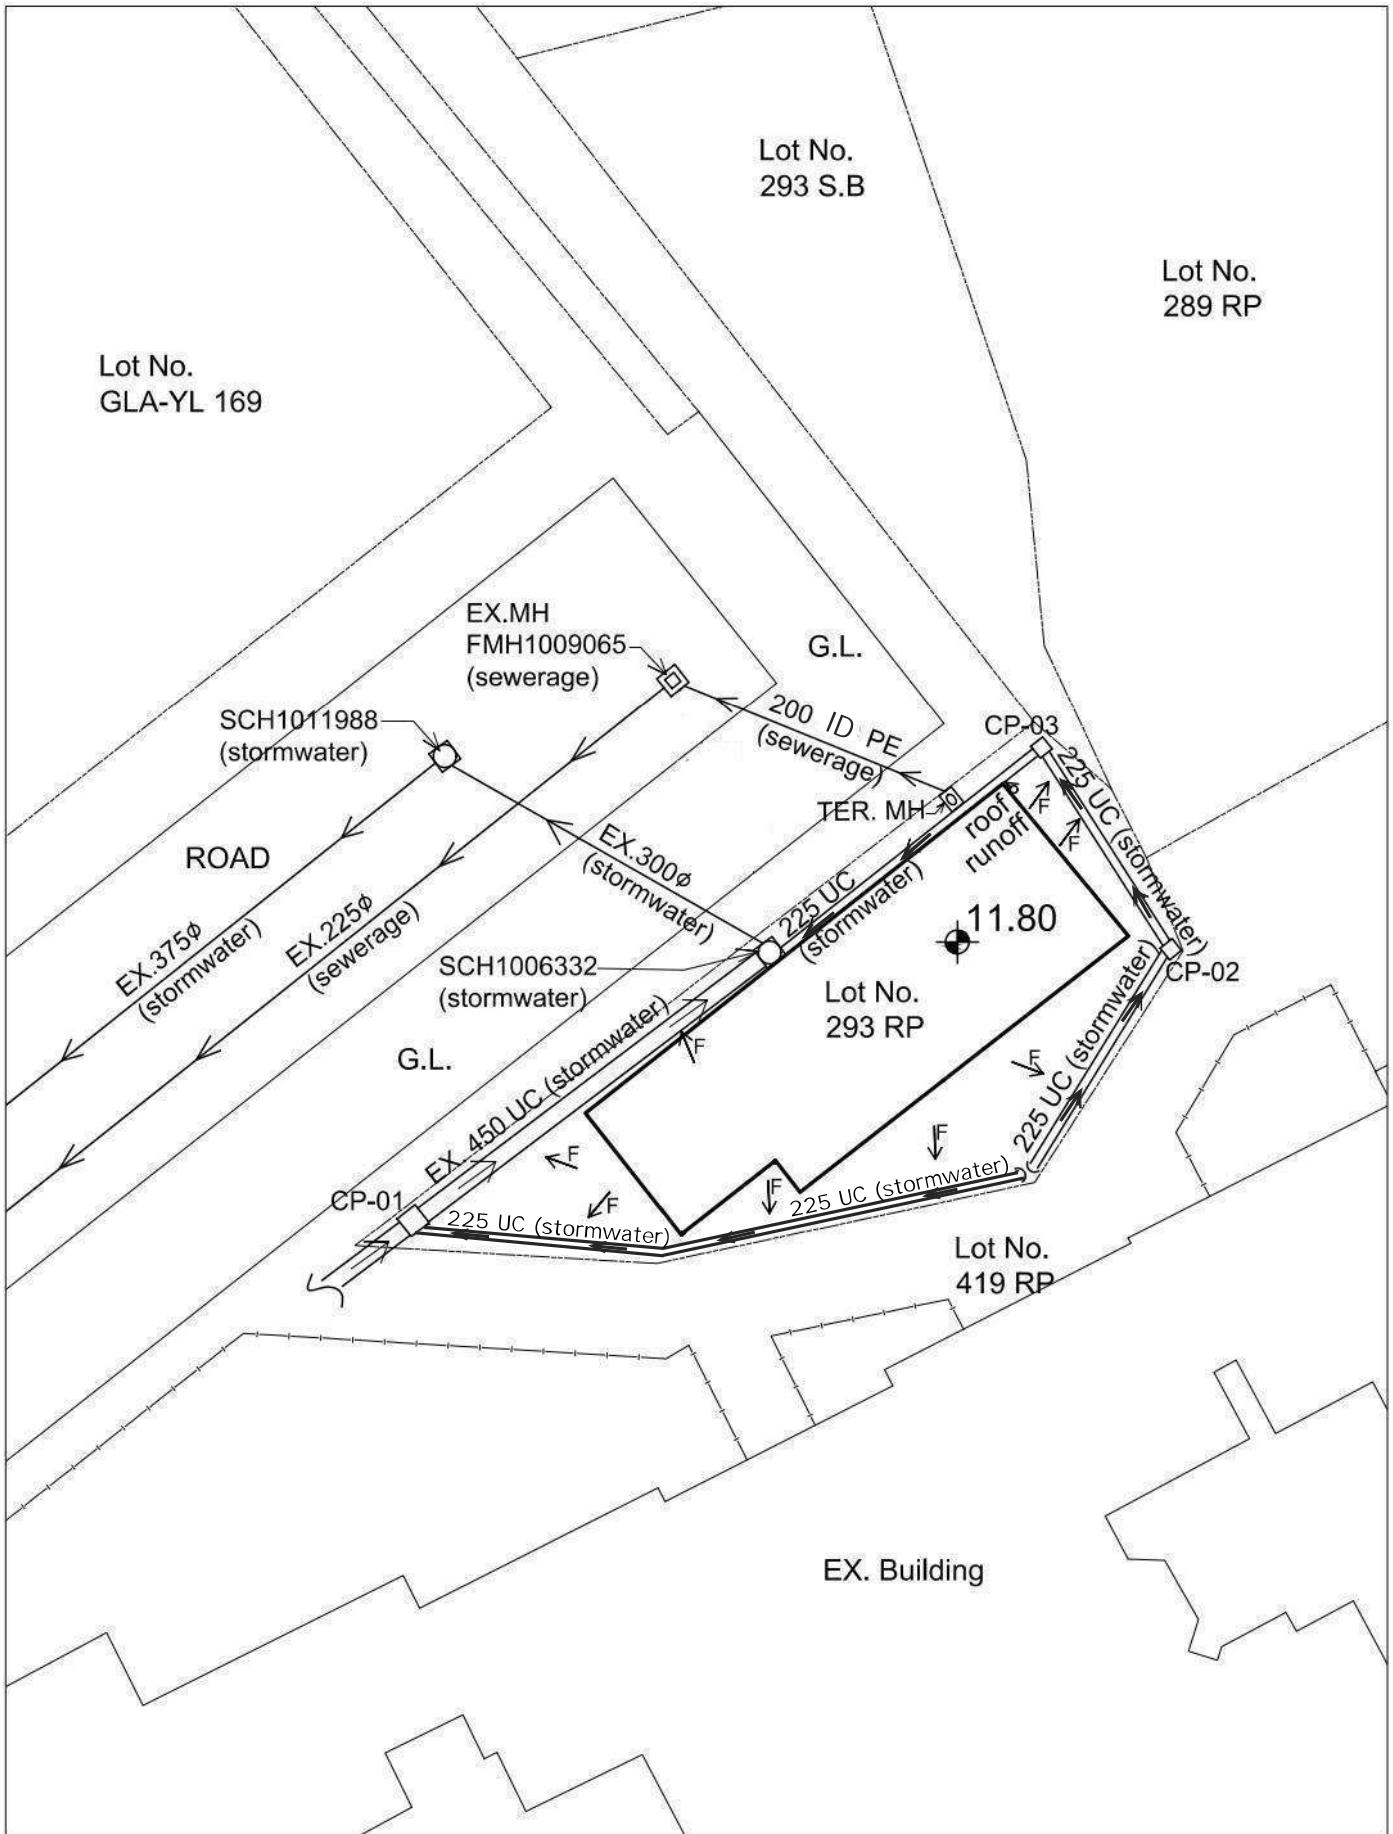 Lot No.
293 S.B
Lot No.
289 RP
Lot No.
GLA-YL 169
EX.MH
FMH1009065
(sewerage)
G.L.
SCH1011988
(stormwater)
200 ID PE
(sewerage)
CP-03
225 UC (stormwater)
TER. MH
roof
runoff
F
F
ROAD
EX.300ø
(stormwater)
225 UC
(stormwater)
11.80
EX.375ø
(stormwater)
EX.225ø
(sewerage)
SCH1006332
(stormwater)
CP-02
Lot No.
293 RP
G.L.
EX. 450 UC (stormwater)
F
F
225 UC (stormwater)
F
F
F
F
CP-01
225 UC (stormwater)
225 UC (stormwater)
Lot No.
419 RP
EX. Building